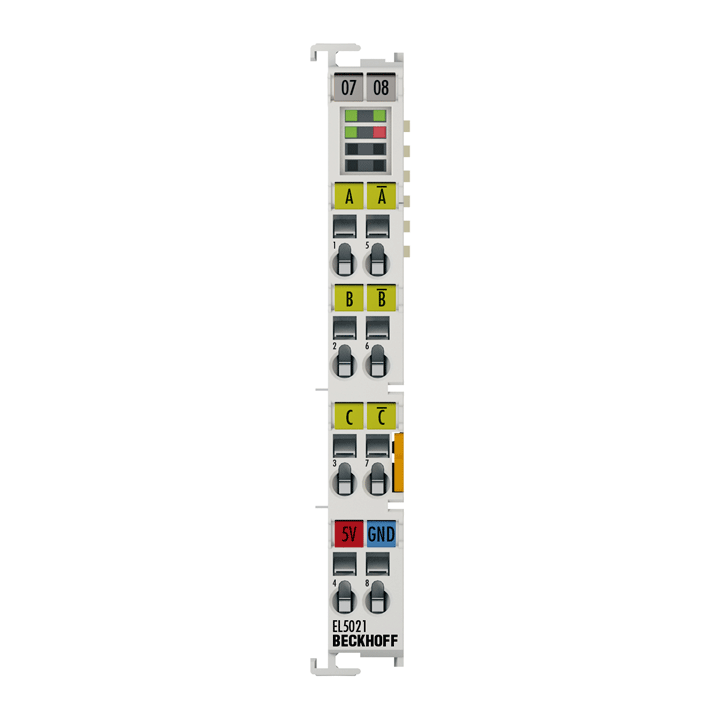 07 08
A A̅
1 5
B B̅
2 6
C C̅
3 7
5V GND
4 8
EL5021
BECKHOFF